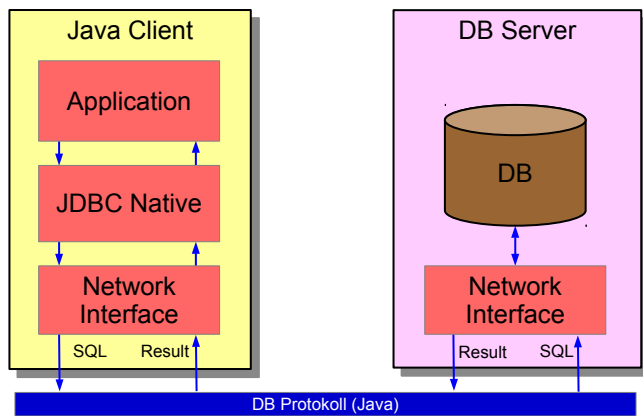 Java Client
Application
JDBC Native
Network
Interface
SQL
Result
DB Server
DB
Network
Interface
Result
SQL
DB Protokoll (Java)